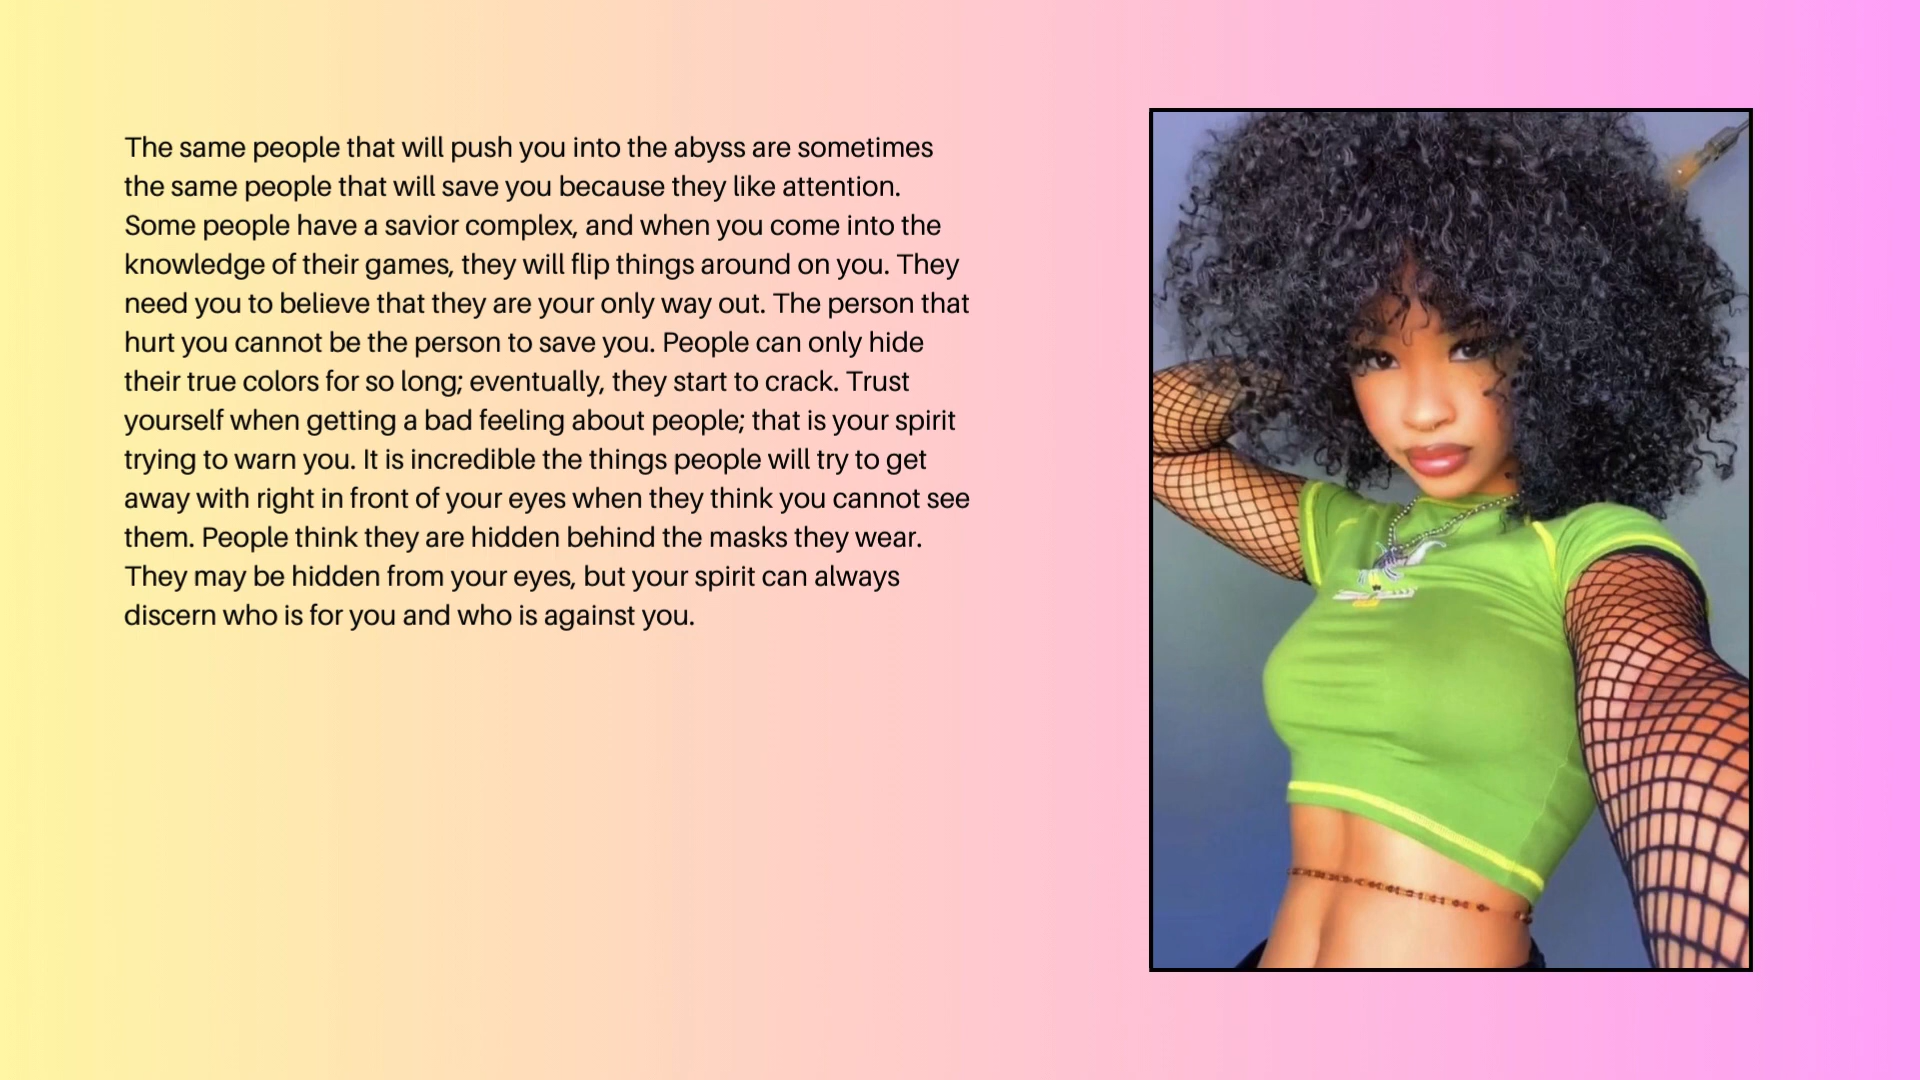 The same people that will push you into the abyss are sometimes
the same people that will save you because they like attention.
Some people have a savior complex, and when you come into the
knowledge of their games, they will flip things around on you. They
need you to believe that they are your only way out. The person that
hurt you cannot be the person to save you. People can only hide
their true colors for so long; eventually, they start to crack. Trust
yourself when getting a bad feeling about people; that is your spirit
trying to warn you. It is incredible the things people will try to get
away with right in front of your eyes when they think you cannot see
them. People think they are hidden behind the masks they wear.
They may be hidden from your eyes, but your spirit can always
discern who is for you and who is against you.